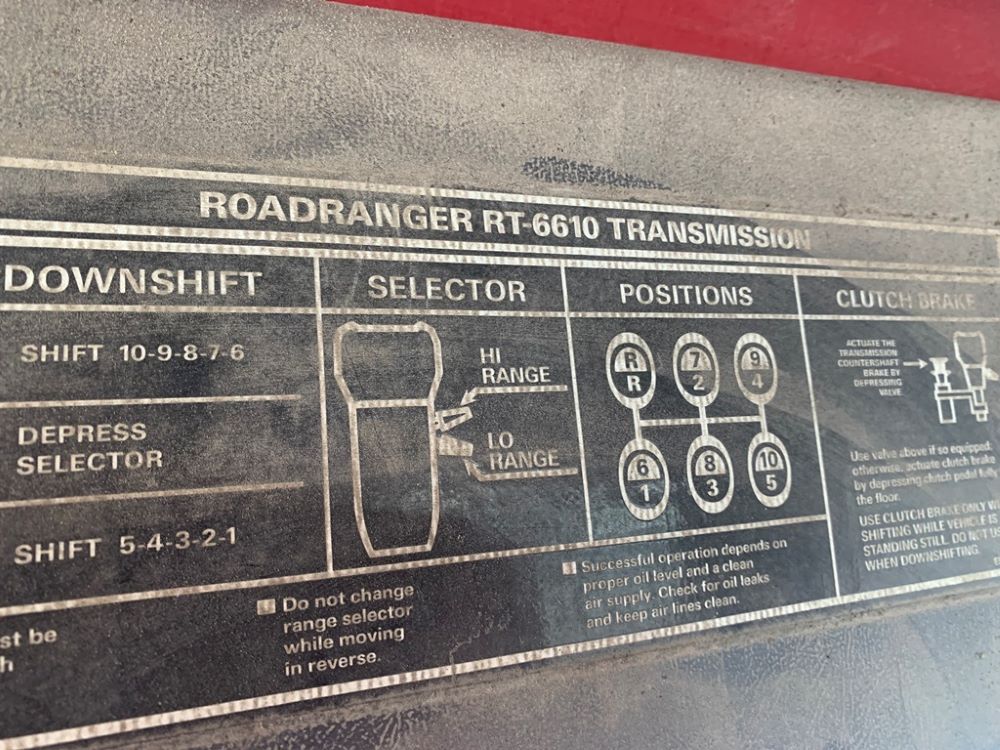 ROADRANGER RT-6610 TRANSMISSION
DOWNSHIFT
SHIFT 10-9-8-7-6
DEPRESS
SELECTOR
SHIFT 5-4-3-2-1
SELECTOR
HI
RANGE
LO
RANGE
POSITIONS
R 7 9
R 2 4
6 8 10
1 3 5
CLUTCH BRAKE
ACTUATE THE
TRANSMISSION
COUNTERSHAFT
BRAKE BY
DEPRESSING
VALVE.
Use valve above if so equipped;
otherwise, actuate clutch brake
by depressing clutch pedal fully
the floor.
USE CLUTCH BRAKE ONLY
SHIFTING WHILE VEHICLE IS
STANDING STILL. DO NOT
WHEN DOWNSHIFTING.
st be
h
Do not change
range selector
while moving
in reverse.
Successful operation depends on
proper oil level and a clean
air supply. Check for oil leaks
and keep air lines clean.